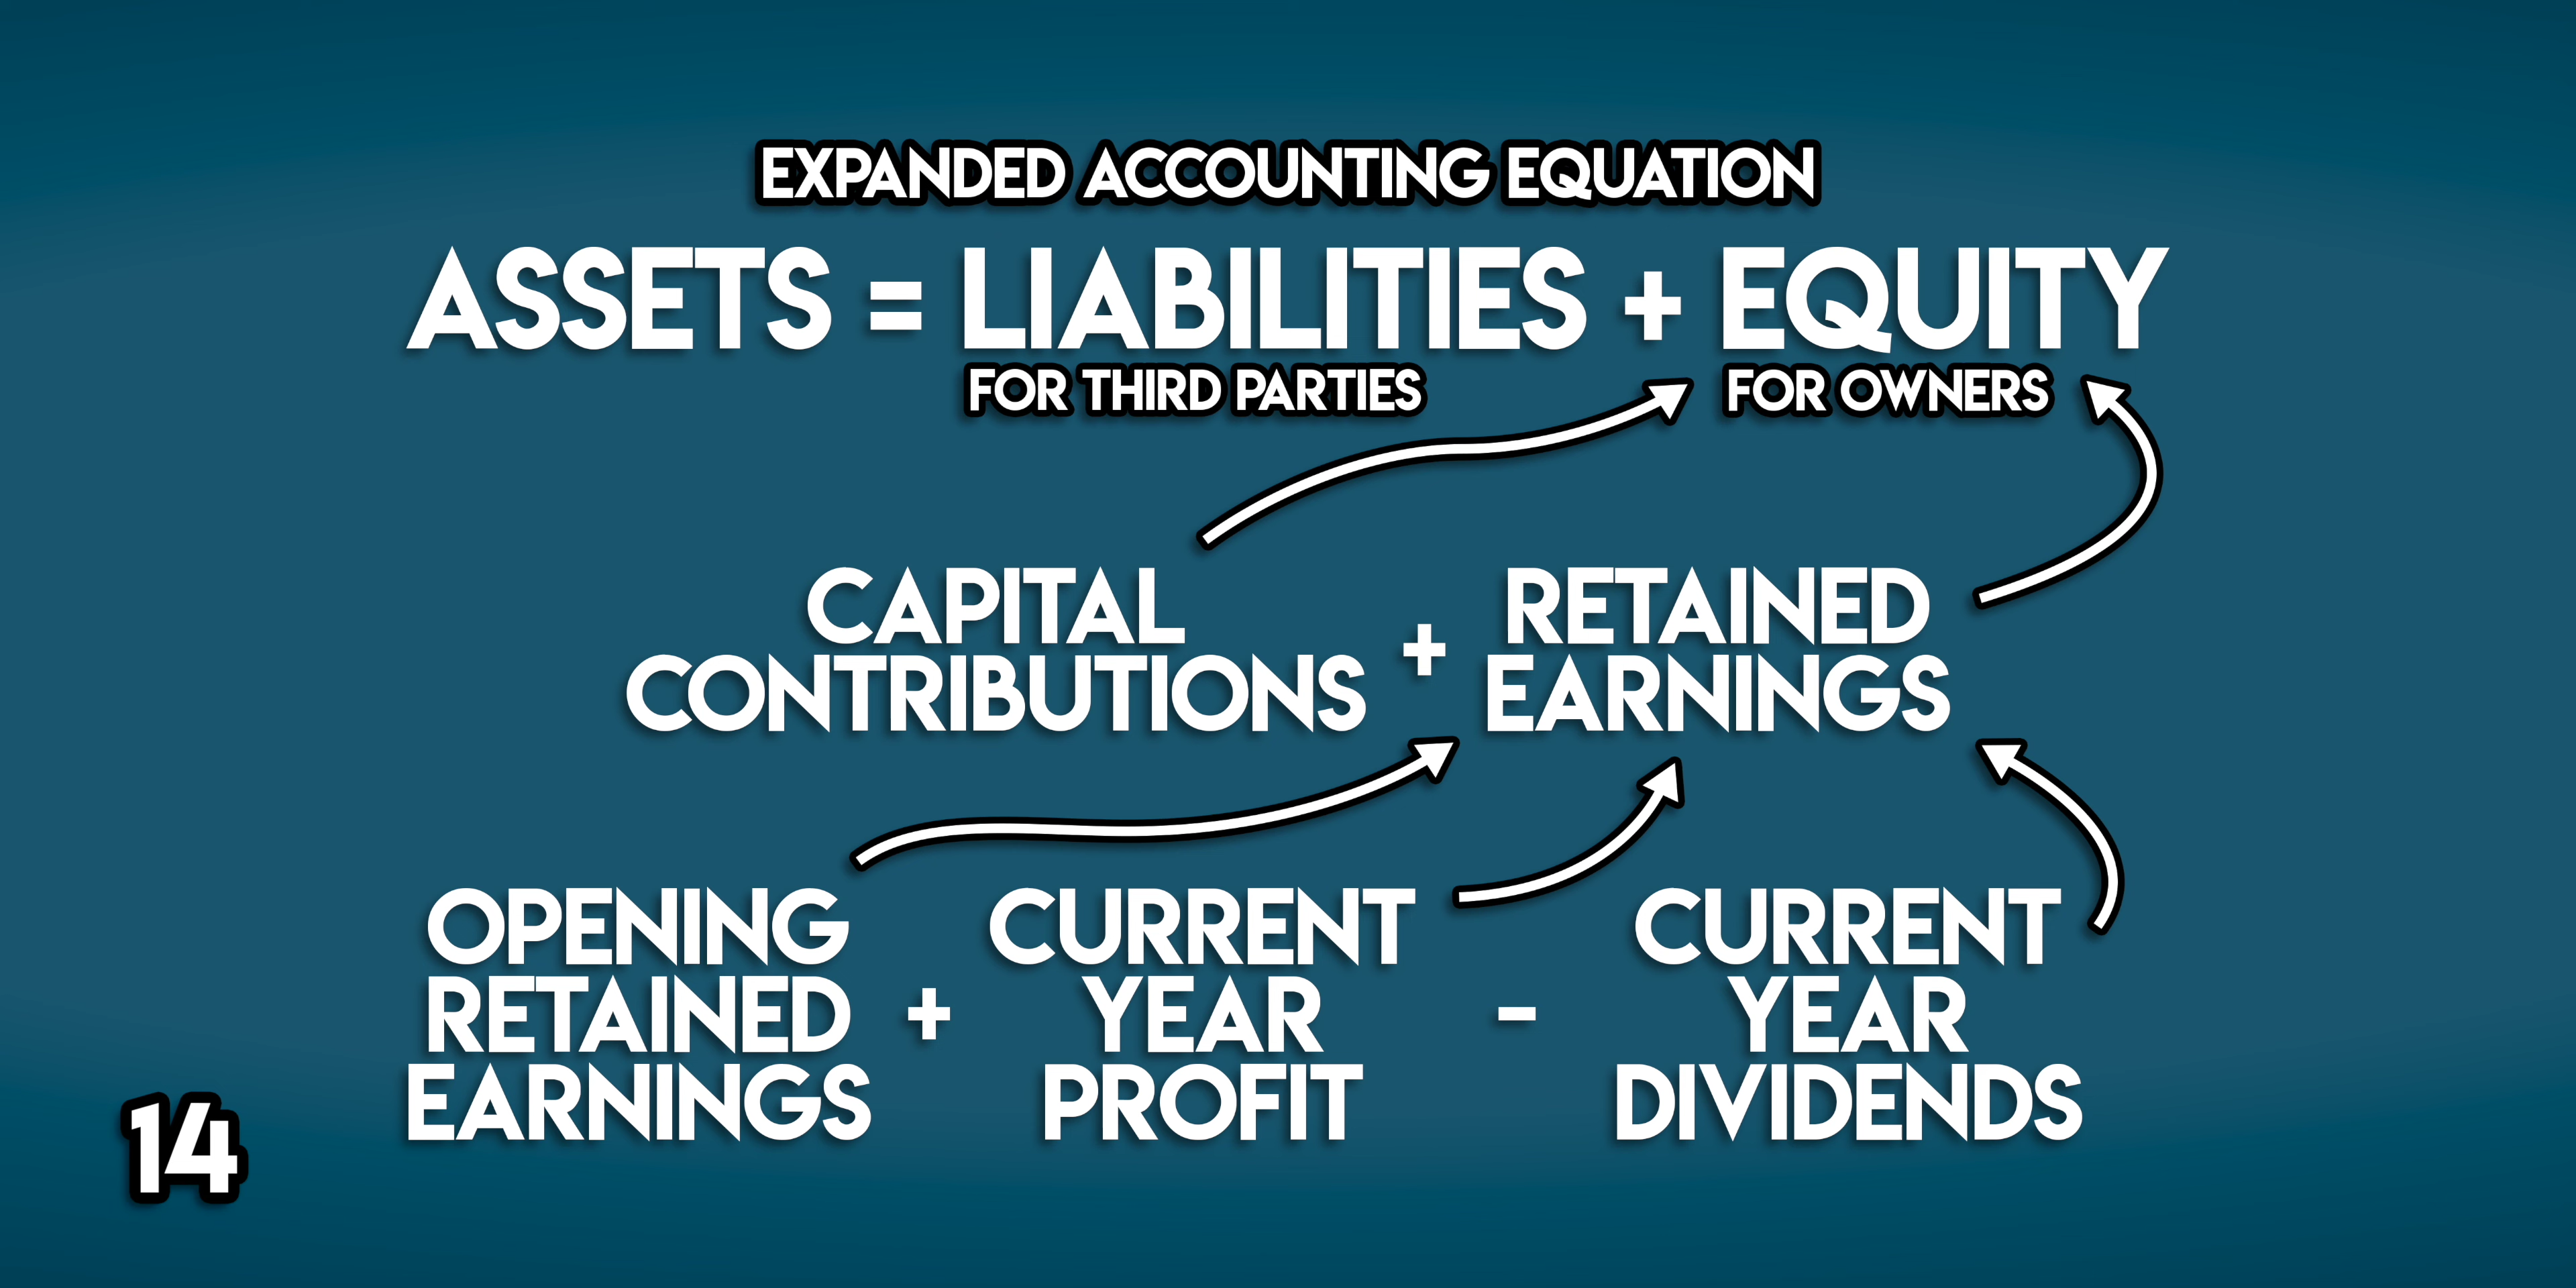 EXPANDED ACCOUNTING EQUATION
ASSETS = LIABILITIES + EQUITY
FOR THIRD PARTIES FOR OWNERS
CAPITAL CONTRIBUTIONS + RETAINED EARNINGS
OPENING RETAINED EARNINGS + CURRENT YEAR PROFIT - CURRENT YEAR DIVIDENDS
14